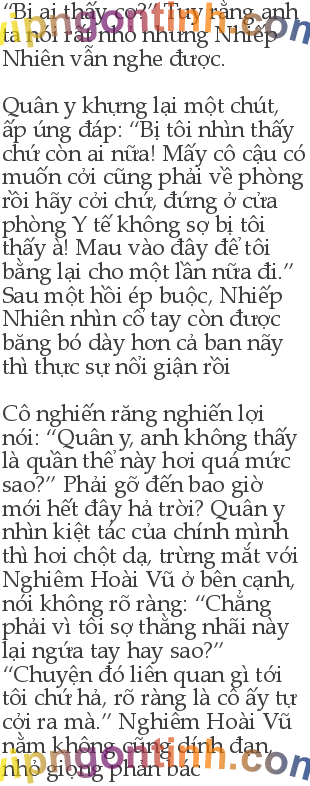 “Bị ai thấy cơ?” Tuy rằng anh
ta nói rất nhỏ nhưng Nhiếp
Nhiên vẫn nghe được.
Quân y khựng lại một chút,
ấp úng đáp: “Bị tôi nhìn thấy
chứ còn ai nữa! Mấy cô cậu có
muốn cởi cũng phải về phòng
rồi hãy cởi chứ, đứng ở cửa
phòng Y tế không sợ bị tôi
thấy à! Mau vào đây để tôi
bằng lại cho một lần nữa đi.”
Sau một hồi ép buộc, Nhiếp
Nhiên nhìn cổ tay còn được
băng bó dày hơn cả ban nãy
thì thực sự nổi giận rồi
Cô nghiến răng nghiến lợi
nói: “Quân y, anh không thấy
là quần thể này hơi quá mức
sao?” Phải gỡ đến bao giờ
mới hết đây hả trời? Quân y
nhìn kiệt tác của chính mình
thì hơi chột dạ, trừng mắt với
Nghiêm Hoài Vũ ở bên cạnh,
nói không rõ ràng: “Chẳng
phải vì tôi sợ thằng nhãi này
lại ngứa tay hay sao?”
“Chuyện đó liên quan gì tới
tôi chứ hả, rõ ràng là cô ấy tự
cởi ra mà.” Nghiêm Hoài Vũ
nằm không cũng dính đạn,
nhỏ giọng phản bác
vipngontinh.com